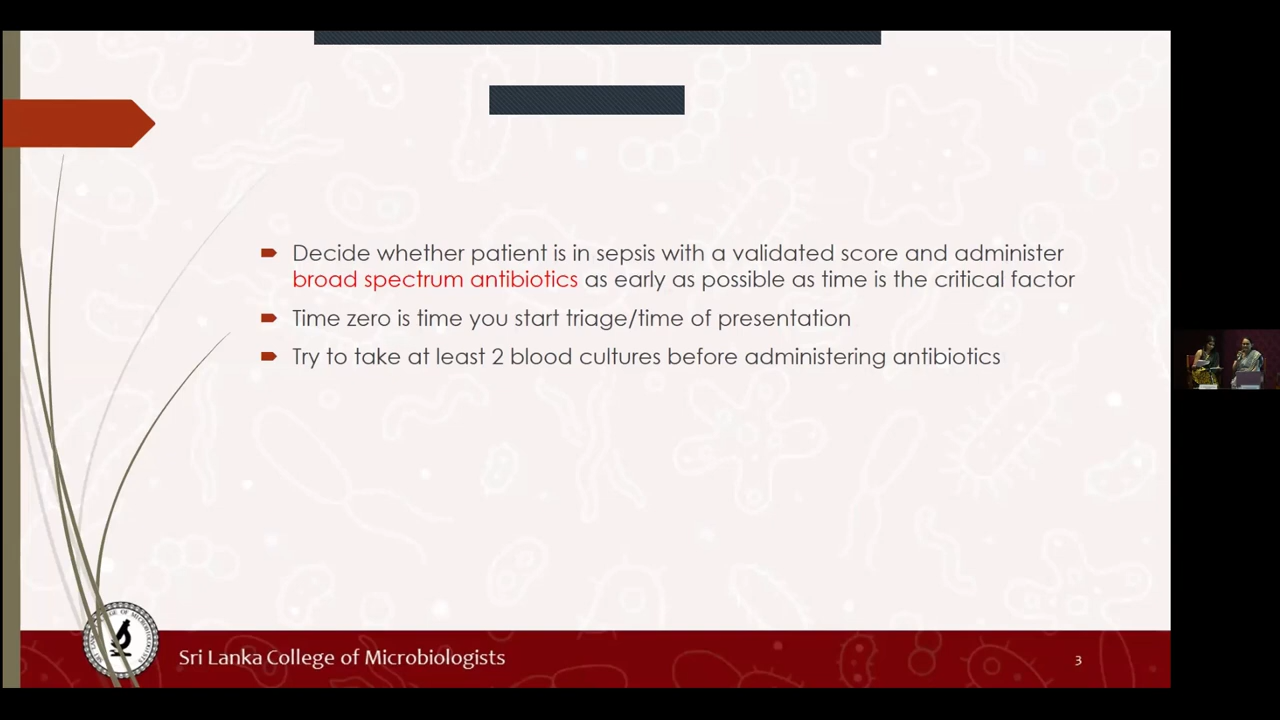 Decide whether patient is in sepsis with a validated score and administer
broad spectrum antibiotics as early as possible as time is the critical factor
Time zero is time you start triage/time of presentation
Try to take at least 2 blood cultures before administering antibiotics
Sri Lanka College of Microbiologists
3